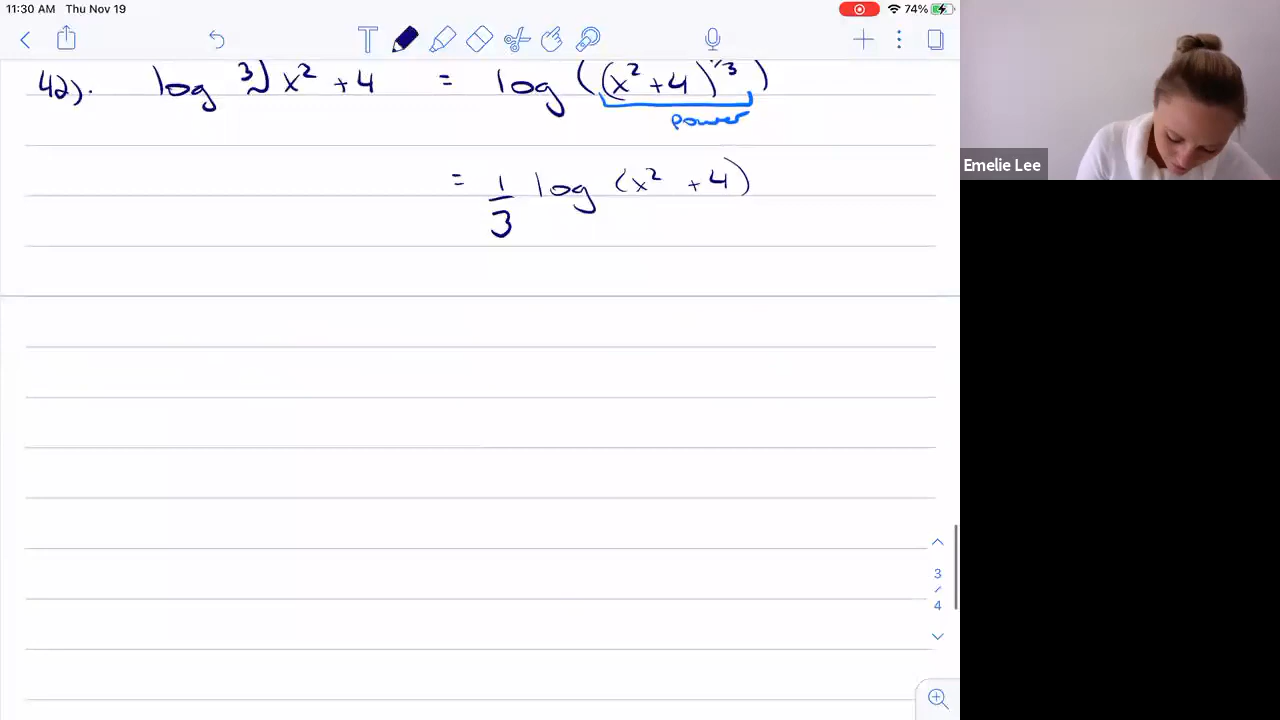 11:30 AM Thu Nov 19
74%
T
42). log ∛x² + 4 = log ((x² + 4)^1/3)
power
= 1/3 log (x² + 4)
Emelie Lee
3
/
4